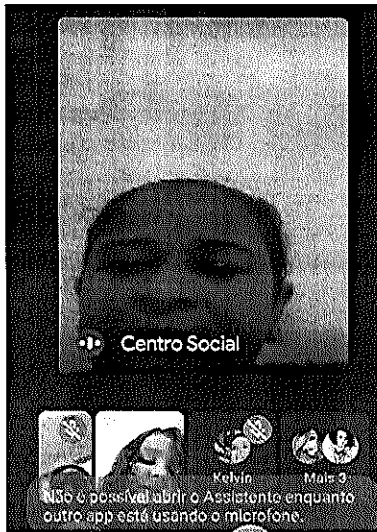 Centro Social
Kelvin
Mais 3
Não é possível abrir o Assistente enquanto
outro app está usando o microfone.